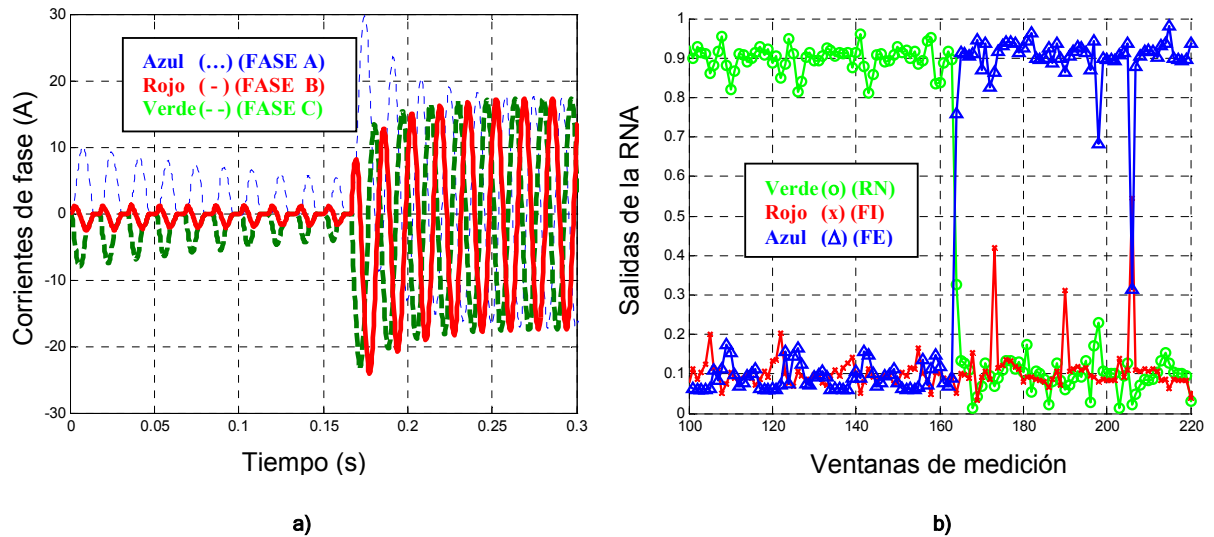 30
20
10
0
-10
-20
-30
0
0.05
0.1
0.15
0.2
0.25
0.3
Corrientes de fase (A)
Tiempo (s)
Azul (...) (FASE A)
Rojo ( - ) (FASE B)
Verde (- -) (FASE C)
a)
1
0.9
0.8
0.7
0.6
0.5
0.4
0.3
0.2
0.1
0
100
120
140
160
180
200
220
Salidas de la RNA
Ventanas de medición
Verde (o) (RN)
Rojo (x) (FI)
Azul (Δ) (FE)
b)